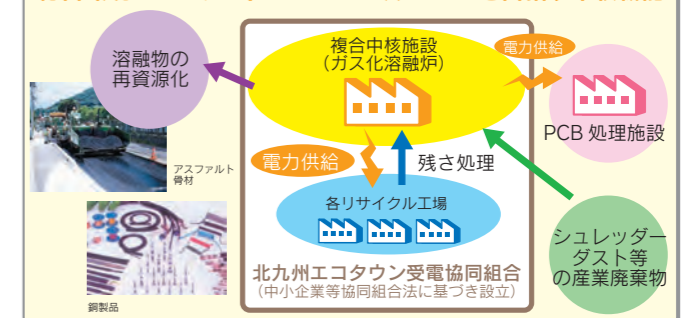 溶融物の
再資源化
複合中核施設
（ガス化溶融炉）
電力供給
PCB 処理施設
アスファルト
骨材
電力供給
残さ処理
各リサイクル工場
シュレッダー
ダスト等
の産業廃棄物
北九州エコタウン受電協同組合
（中小企業等協同組合法に基づき設立）
銅製品